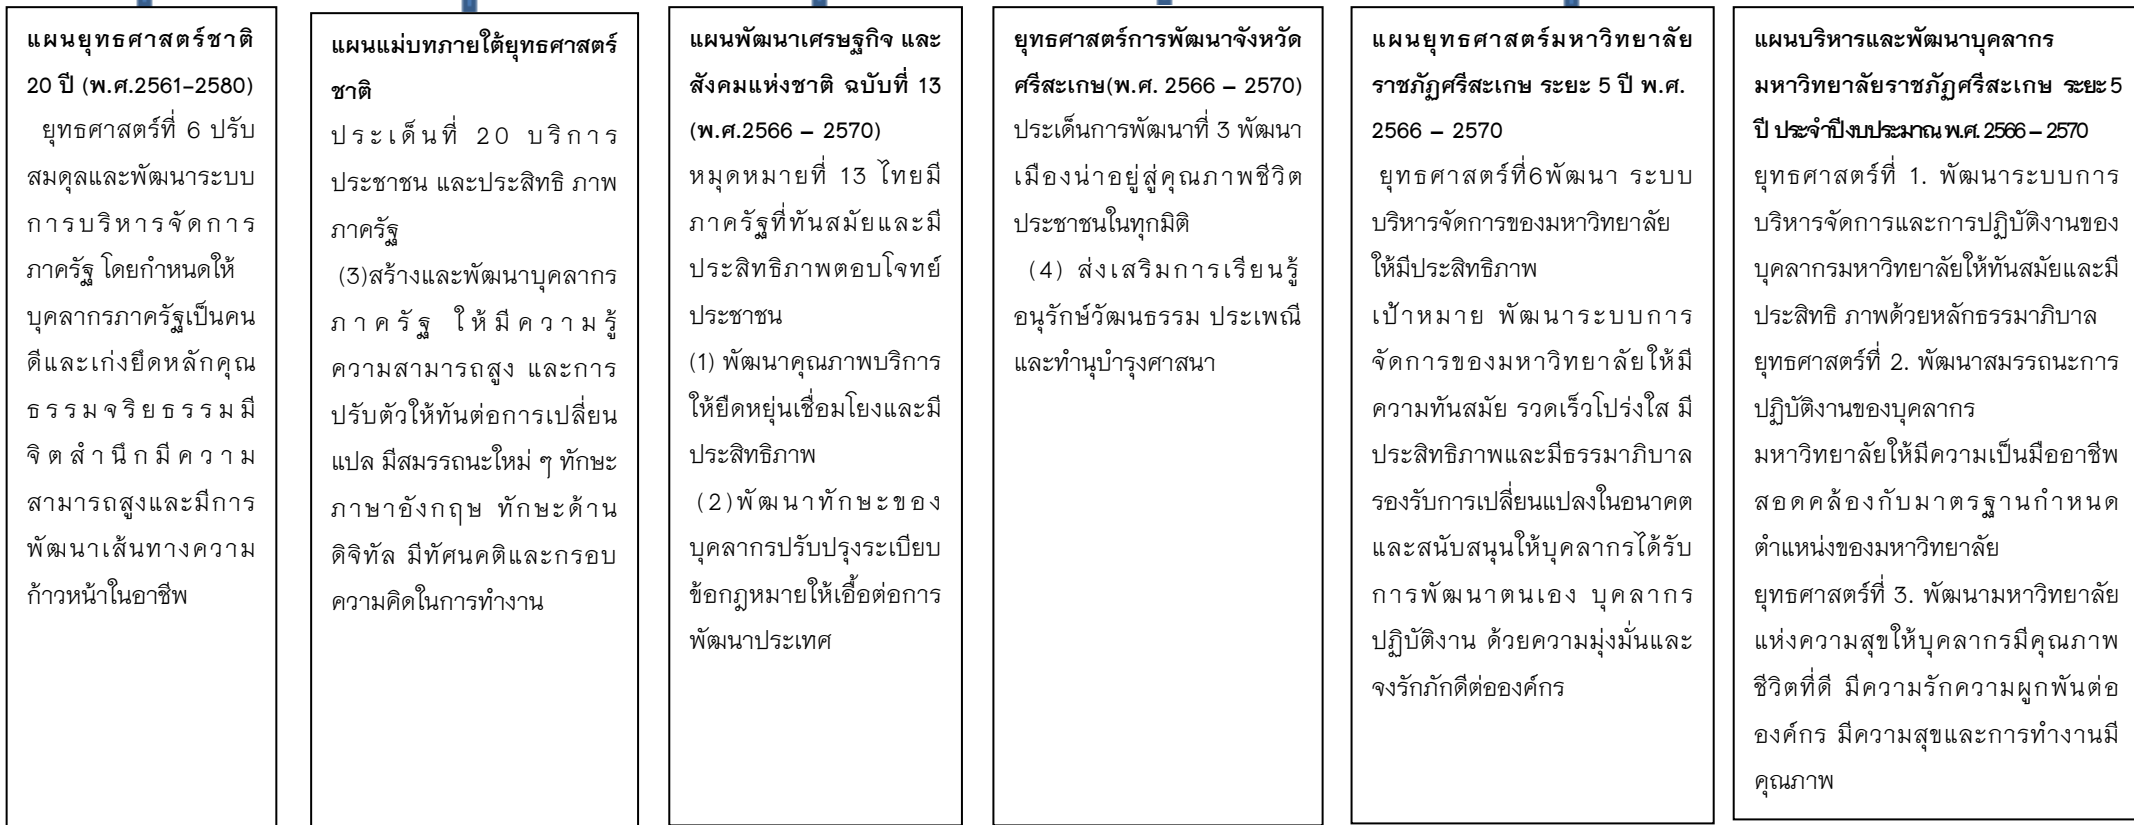 แผนยุทธศาสตร์ชาติ
20 ปี (พ.ศ.2561-2580)
ยุทธศาสตร์ที่ 6 ปรับ
สมดุลและพัฒนาระบบ
การบริหารจัดการ
ภาครัฐ โดยกำหนดให้
บุคลากรภาครัฐเป็นคน
ดีและเก่งยึดหลักคุณ
ธรรมจริยธรรมมี
จิตสำนึกมีความ
สามารถสูงและมีการ
พัฒนาเส้นทางความ
ก้าวหน้าในอาชีพ
แผนแม่บทภายใต้ยุทธศาสตร์
ชาติ
ประเด็นที่ 20 บริการ
ประชาชน และประสิทธิ ภาพ
ภาครัฐ
(3)สร้างและพัฒนาบุคลากร
ภาครัฐ ให้มีความรู้
ความสามารถสูง และการ
ปรับตัวให้ทันต่อการเปลี่ยน
แปล มีสมรรถนะใหม่ ๆ ทักษะ
ภาษาอังกฤษ ทักษะด้าน
ดิจิทัล มีทัศนคติและกรอบ
ความคิดในการทำงาน
แผนพัฒนาเศรษฐกิจ และ
สังคมแห่งชาติ ฉบับที่ 13
(พ.ศ.2566 – 2570)
หมุดหมายที่ 13 ไทยมี
ภาครัฐที่ทันสมัยและมี
ประสิทธิภาพตอบโจทย์
ประชาชน
(1) พัฒนาคุณภาพบริการ
ให้ยืดหยุ่นเชื่อมโยงและมี
ประสิทธิภาพ
(2)พัฒนาทักษะของ
บุคลากรปรับปรุงระเบียบ
ข้อกฎหมายให้เอื้อต่อการ
พัฒนาประเทศ
ยุทธศาสตร์การพัฒนาจังหวัด
ศรีสะเกษ(พ.ศ. 2566 – 2570)
ประเด็นการพัฒนาที่ 3 พัฒนา
เมืองน่าอยู่สู่คุณภาพชีวิต
ประชาชนในทุกมิติ
(4) ส่งเสริมการเรียนรู้
อนุรักษ์วัฒนธรรม ประเพณี
และทำนุบำรุงศาสนา
แผนยุทธศาสตร์มหาวิทยาลัย
ราชภัฏศรีสะเกษ ระยะ 5 ปี พ.ศ.
2566 – 2570
ยุทธศาสตร์ที่6พัฒนา ระบบ
บริหารจัดการของมหาวิทยาลัย
ให้มีประสิทธิภาพ
เป้าหมาย พัฒนาระบบการ
จัดการของมหาวิทยาลัยให้มี
ความทันสมัย รวดเร็วโปร่งใส มี
ประสิทธิภาพและมีธรรมาภิบาล
รองรับการเปลี่ยนแปลงในอนาคต
และสนับสนุนให้บุคลากรได้รับ
การพัฒนาตนเอง บุคลากร
ปฏิบัติงาน ด้วยความมุ่งมั่นและ
จงรักภักดีต่อองค์กร
แผนบริหารและพัฒนาบุคลากร
มหาวิทยาลัยราชภัฏศรีสะเกษ ระยะ 5
ปี ประจำปีงบประมาณ พ.ศ. 2566 – 2570
ยุทธศาสตร์ที่ 1. พัฒนาระบบการ
บริหารจัดการและการปฏิบัติงานของ
บุคลากรมหาวิทยาลัยให้ทันสมัยและมี
ประสิทธิ ภาพด้วยหลักธรรมาภิบาล
ยุทธศาสตร์ที่ 2. พัฒนาสมรรถนะการ
ปฏิบัติงานของบุคลากร
มหาวิทยาลัยให้มีความเป็นมืออาชีพ
สอดคล้องกับมาตรฐานกำหนด
ตำแหน่งของมหาวิทยาลัย
ยุทธศาสตร์ที่ 3. พัฒนามหาวิทยาลัย
แห่งความสุขให้บุคลากรมีคุณภาพ
ชีวิตที่ดี มีความรักความผูกพันต่อ
องค์กร มีความสุขและการทำงานมี
คุณภาพ